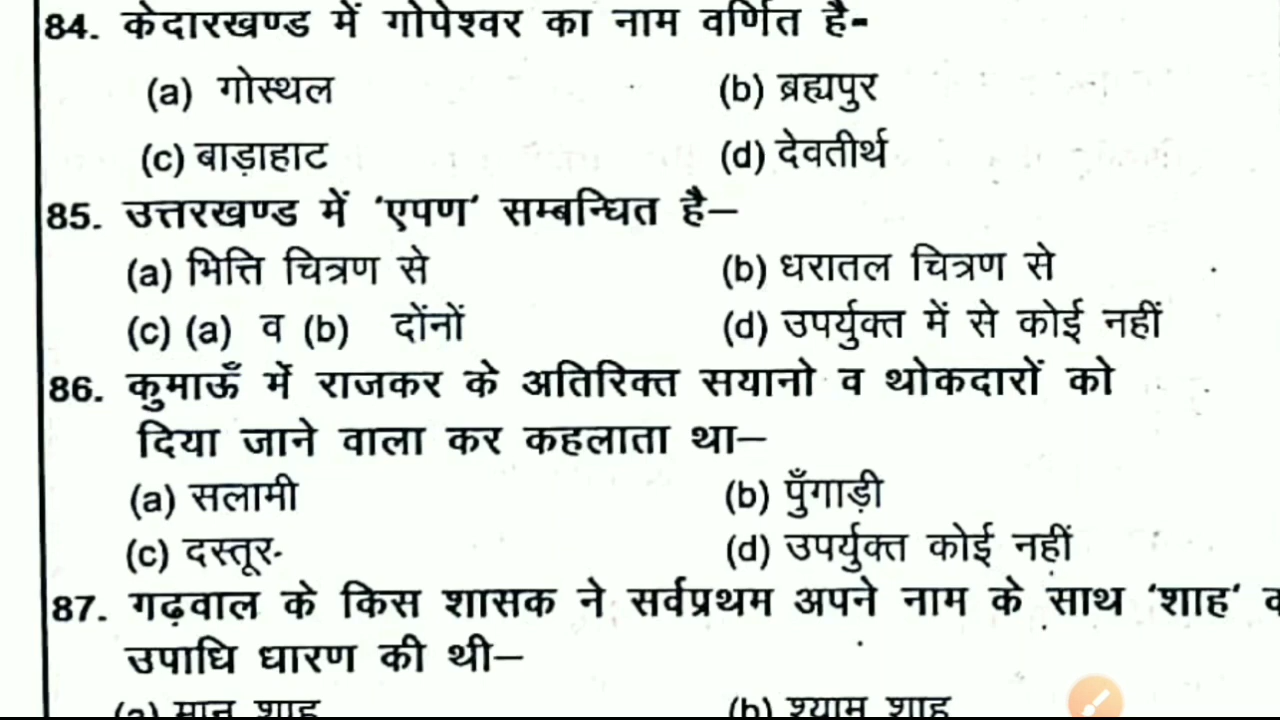 84. केदारखण्ड में गोपेश्वर का नाम वर्णित है-
(a) गोस्थल (b) ब्रह्मपुर
(c) बाड़ाहाट (d) देवतीर्थ
85. उत्तरखण्ड में ‘एपण’ सम्बन्धित है–
(a) भित्ति चित्रण से (b) धरातल चित्रण से
(c) (a) व (b) दोंनों (d) उपर्युक्त में से कोई नहीं
86. कुमाऊँ में राजकर के अतिरिक्त सयानो व थोकदारों को
दिया जाने वाला कर कहलाता था–
(a) सलामी (b) पुँगाड़ी
(c) दस्तूर (d) उपर्युक्त कोई नहीं
87. गढ़वाल के किस शासक ने सर्वप्रथम अपने नाम के साथ ‘शाह’
उपाधि धारण की थी–
(a) मान शाह (b) श्याम शाह